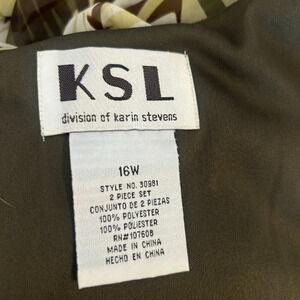 KSL
division of karin stevens
16W
STYLE NO. 30981
2 PIECE SET
CONJUNTO DE 2 PIEZAS
100% POLYESTER
100% POLIESTER
RN#107608
MADE IN CHINA
HECHO EN CHINA